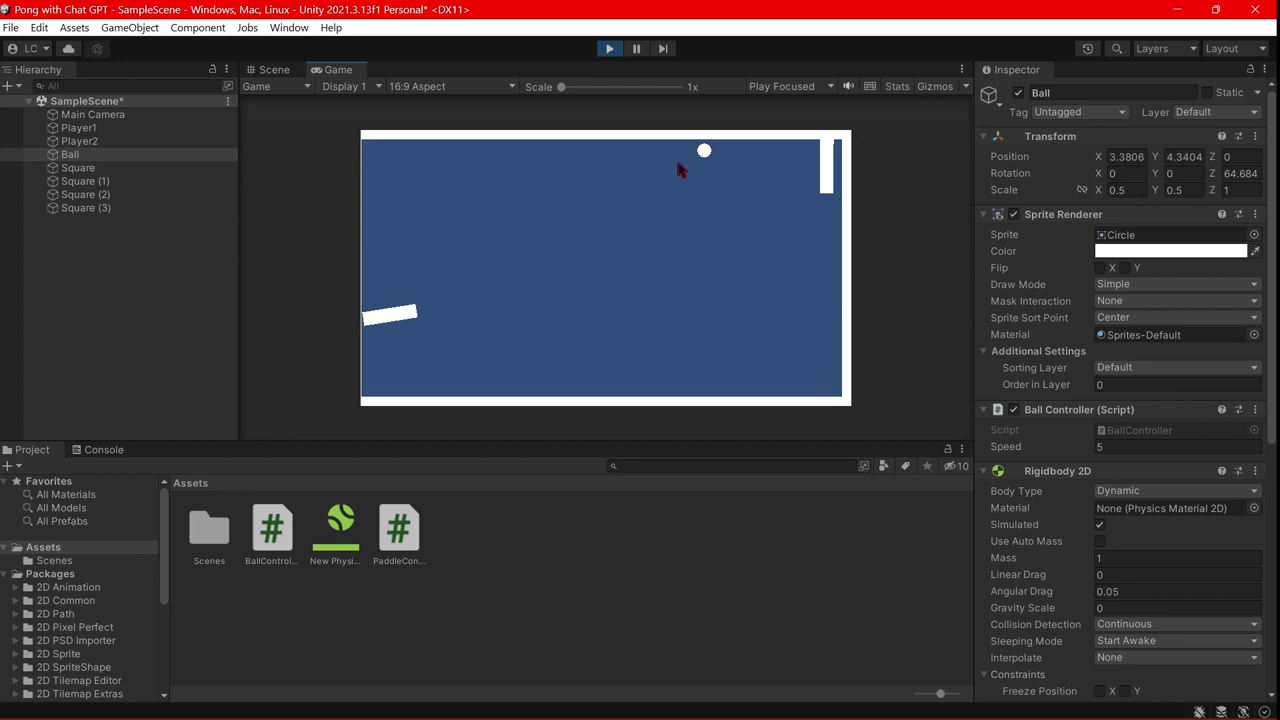 Pong with Chat GPT - SampleScene - Windows, Mac, Linux - Unity 2021.3.13f1 Personal* <DX11>
File Edit Assets GameObject Component Jobs Window Help
LC Layers Layout
Hierarchy Scene Game Inspector
All Game Display 1 16:9 Aspect Scale 1x Play Focused Stats Gizmos
SampleScene*
Main Camera
Player1
Player2
Ball
Square
Square (1)
Square (2)
Square (3)
Ball Static
Tag Untagged Layer Default
Transform
Position X 3.3806 Y 4.3404 Z 0
Rotation X 0 Y 0 Z 64.684
Scale X 0.5 Y 0.5 Z 1
Sprite Renderer
Sprite Circle
Color
Flip X Y
Draw Mode Simple
Mask Interaction None
Sprite Sort Point Center
Material Sprites-Default
Additional Settings
Sorting Layer Default
Order in Layer 0
Ball Controller (Script)
Script BallController
Speed 5
Rigidbody 2D
Body Type Dynamic
Material None (Physics Material 2D)
Simulated
Use Auto Mass
Mass 1
Linear Drag 0
Angular Drag 0.05
Gravity Scale 0
Collision Detection Continuous
Sleeping Mode Start Awake
Interpolate None
Constraints
Freeze Position X Y
Project Console
10
Favorites
All Materials
All Models
All Prefabs
Assets
Scenes
Packages
2D Animation
2D Common
2D Path
2D Pixel Perfect
2D PSD Importer
2D Sprite
2D SpriteShape
2D Tilemap Editor
2D Tilemap Extras
Assets
Scenes BallControl... New Physi... PaddleCon...